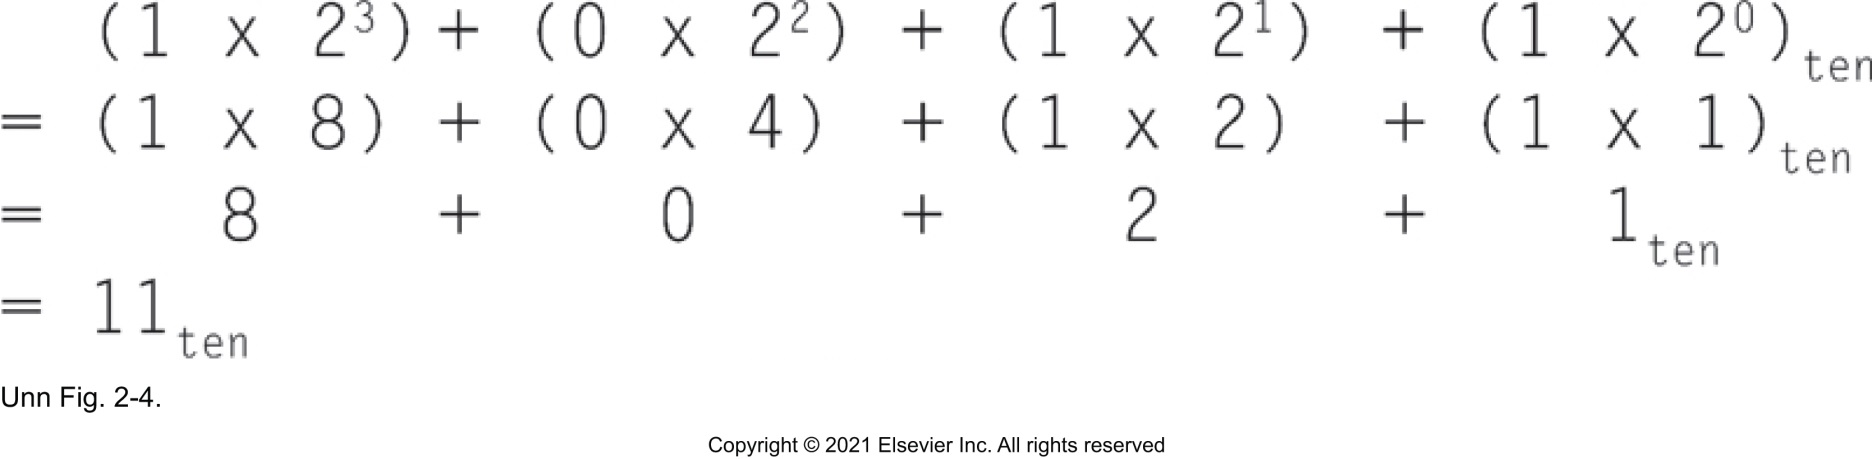 (1 x 2³) + (0 x 2²) + (1 x 2¹) + (1 x 2⁰)ten
= (1 x 8) + (0 x 4) + (1 x 2) + (1 x 1)ten
= 8 + 0 + 2 + 1ten
= 11ten
Unn Fig. 2-4.
Copyright © 2021 Elsevier Inc. All rights reserved